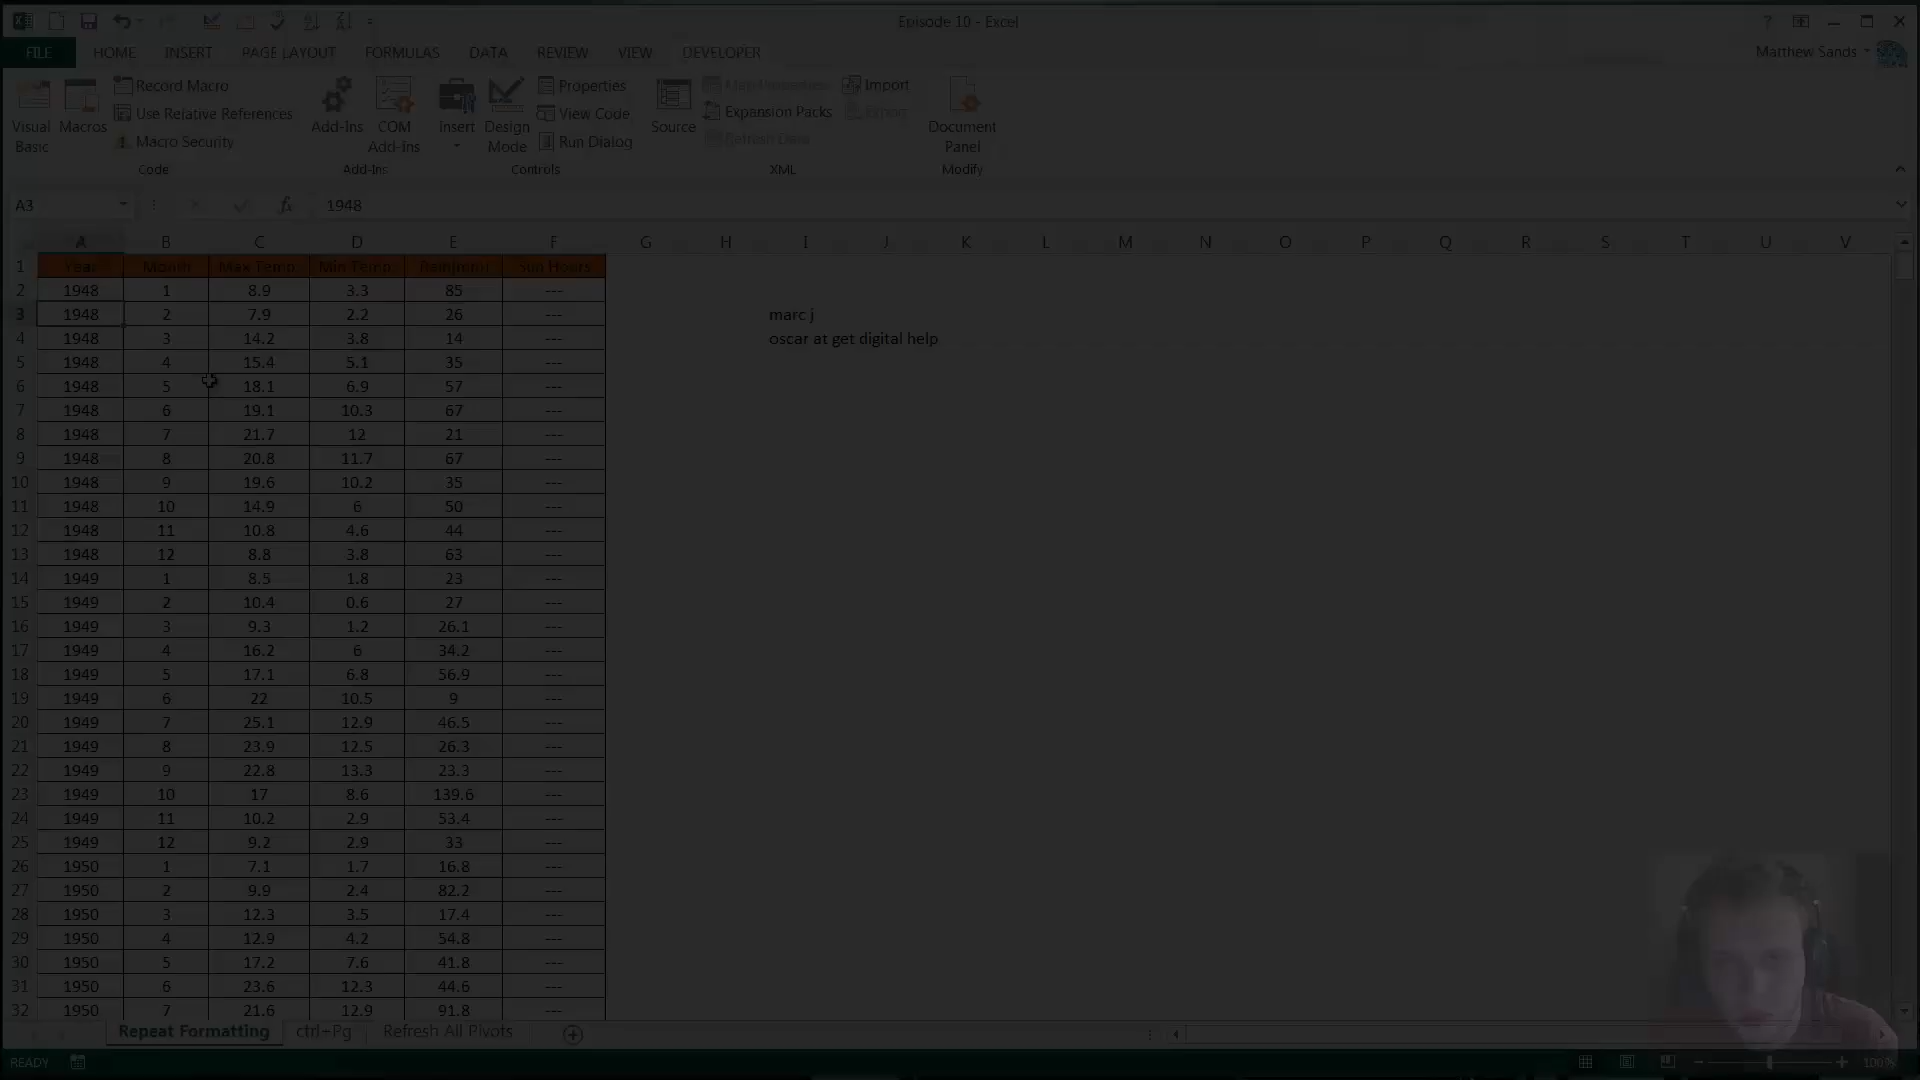 Episode 10 - Excel
FILE HOME INSERT PAGE LAYOUT FORMULAS DATA REVIEW VIEW DEVELOPER Matthew Sands
Visual Basic
Macros
Record Macro
Use Relative References
Macro Security
Code
Add-Ins
COM Add-Ins
Add-Ins
Insert
Design Mode
Properties
View Code
Run Dialog
Controls
Source
Map Properties
Expansion Packs
Refresh Data
Import
Export
XML
Document Panel
Modify
A3 fx 1948
A B C D E F G H I J K L M N O P Q R S T U V
1 Year Month Max Temp Min Temp Rain(mm) Sun Hours
2 1948 1 8.9 3.3 85 ---
3 1948 2 7.9 2.2 26 --- marc j
4 1948 3 14.2 3.8 14 --- oscar at get digital help
5 1948 4 15.4 5.1 35 ---
6 1948 5 18.1 6.9 57 ---
7 1948 6 19.1 10.3 67 ---
8 1948 7 21.7 12 21 ---
9 1948 8 20.8 11.7 67 ---
10 1948 9 19.6 10.2 35 ---
11 1948 10 14.9 6 50 ---
12 1948 11 10.8 4.6 44 ---
13 1948 12 8.8 3.8 63 ---
14 1949 1 8.5 1.8 23 ---
15 1949 2 10.4 0.6 27 ---
16 1949 3 9.3 1.2 26.1 ---
17 1949 4 16.2 6 34.2 ---
18 1949 5 17.1 6.8 56.9 ---
19 1949 6 22 10.5 9 ---
20 1949 7 25.1 12.9 46.5 ---
21 1949 8 23.9 12.5 26.3 ---
22 1949 9 22.8 13.3 23.3 ---
23 1949 10 17 8.6 139.6 ---
24 1949 11 10.2 2.9 53.4 ---
25 1949 12 9.2 2.9 33 ---
26 1950 1 7.1 1.7 16.8 ---
27 1950 2 9.9 2.4 82.2 ---
28 1950 3 12.3 3.5 17.4 ---
29 1950 4 12.9 4.2 54.8 ---
30 1950 5 17.2 7.6 41.8 ---
31 1950 6 23.6 12.3 44.6 ---
32 1950 7 21.6 12.9 91.8 ---
Repeat Formatting ctrl+Pg Refresh All Pivots
READY 100%